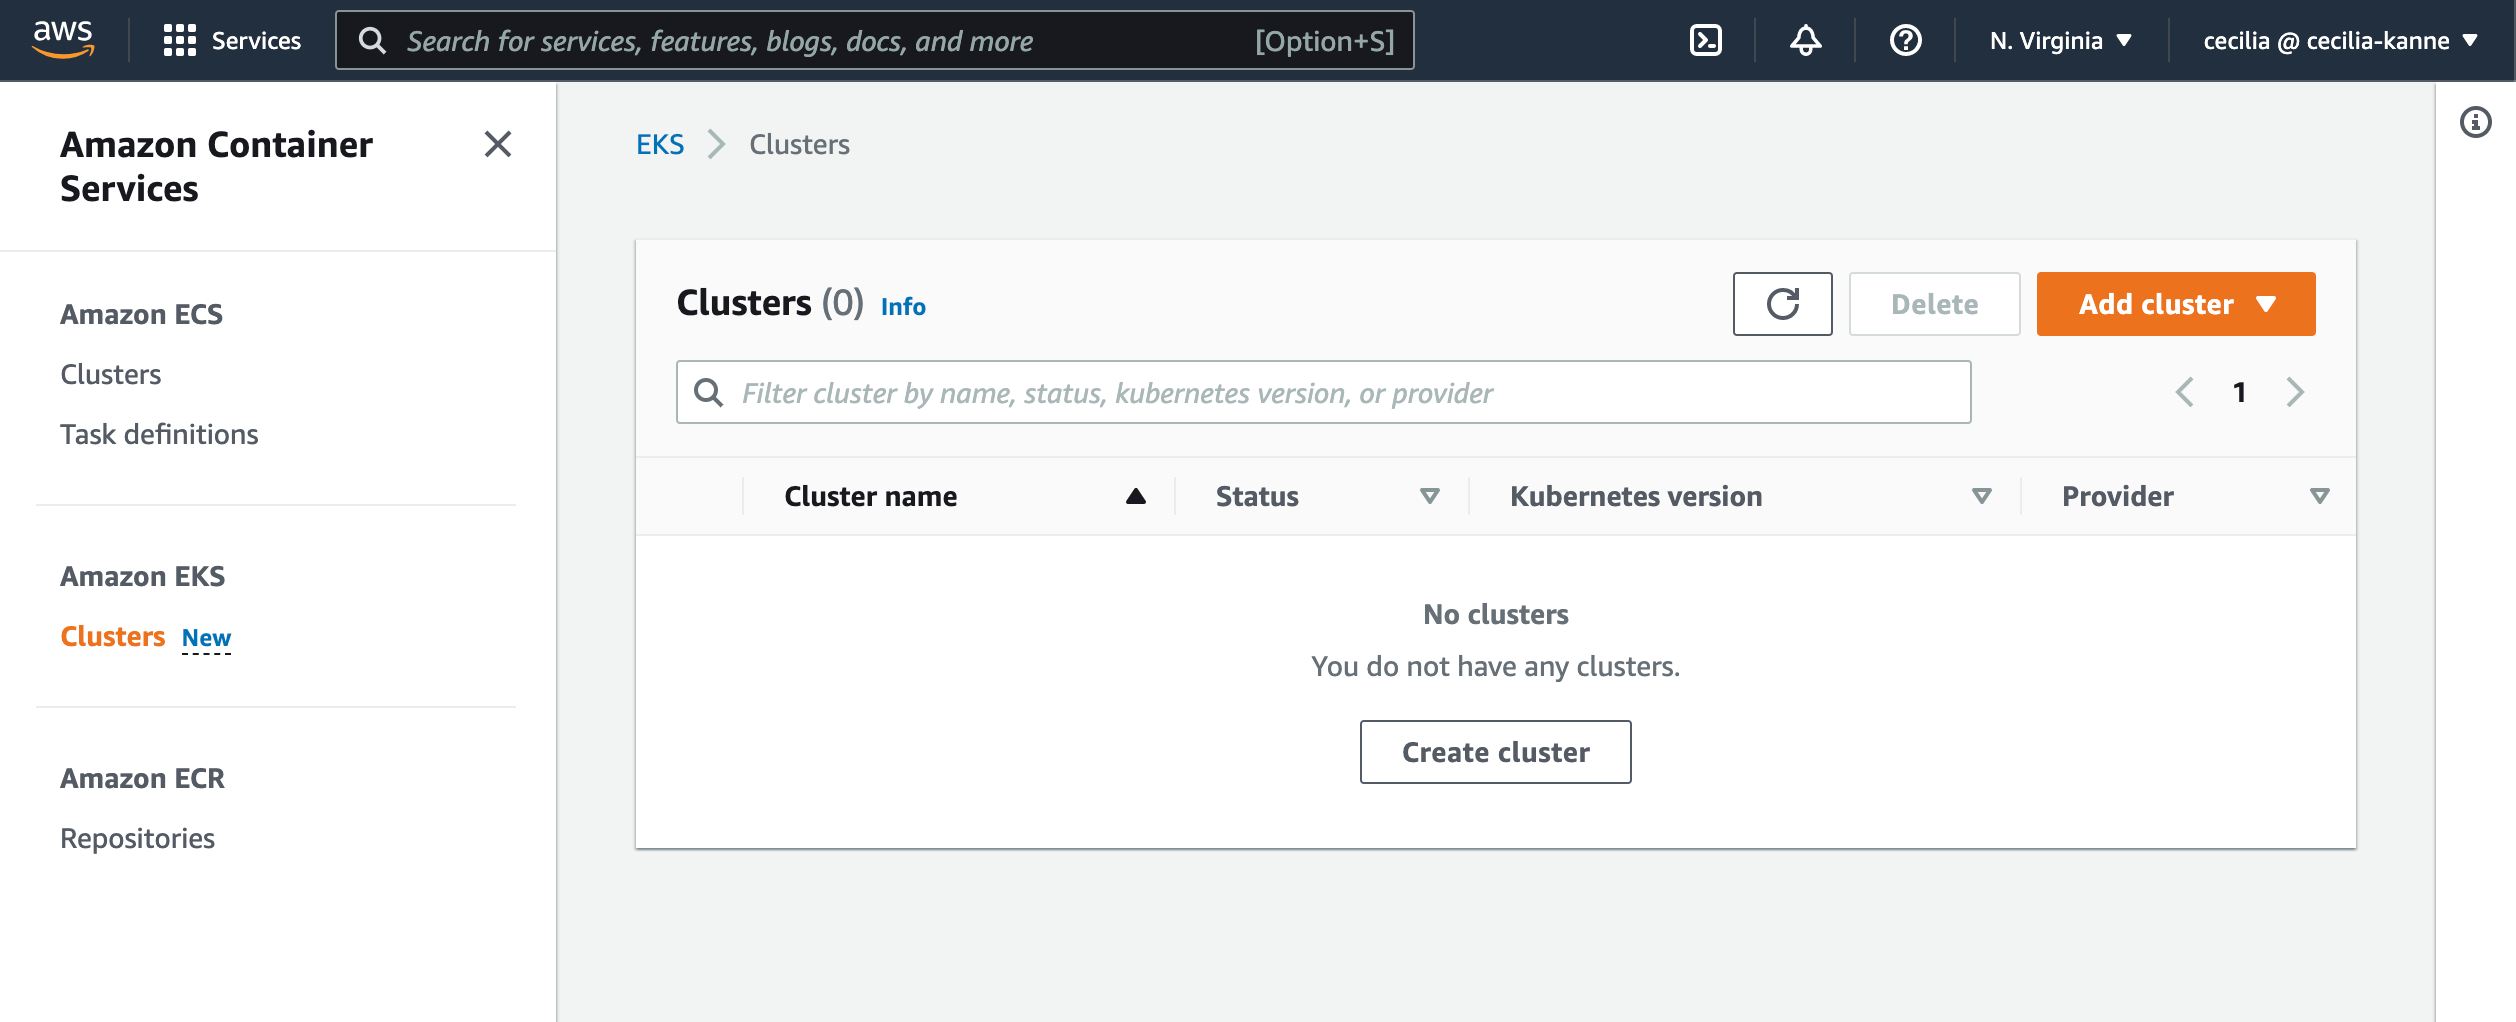 aws
Services
Search for services, features, blogs, docs, and more
[Option+S]
N. Virginia
cecilia @ cecilia-kanne
Amazon Container
Services
Amazon ECS
Clusters
Task definitions
Amazon EKS
Clusters New
Amazon ECR
Repositories
EKS
Clusters
Clusters (0) Info
Delete
Add cluster
Filter cluster by name, status, kubernetes version, or provider
1
Cluster name
Status
Kubernetes version
Provider
No clusters
You do not have any clusters.
Create cluster